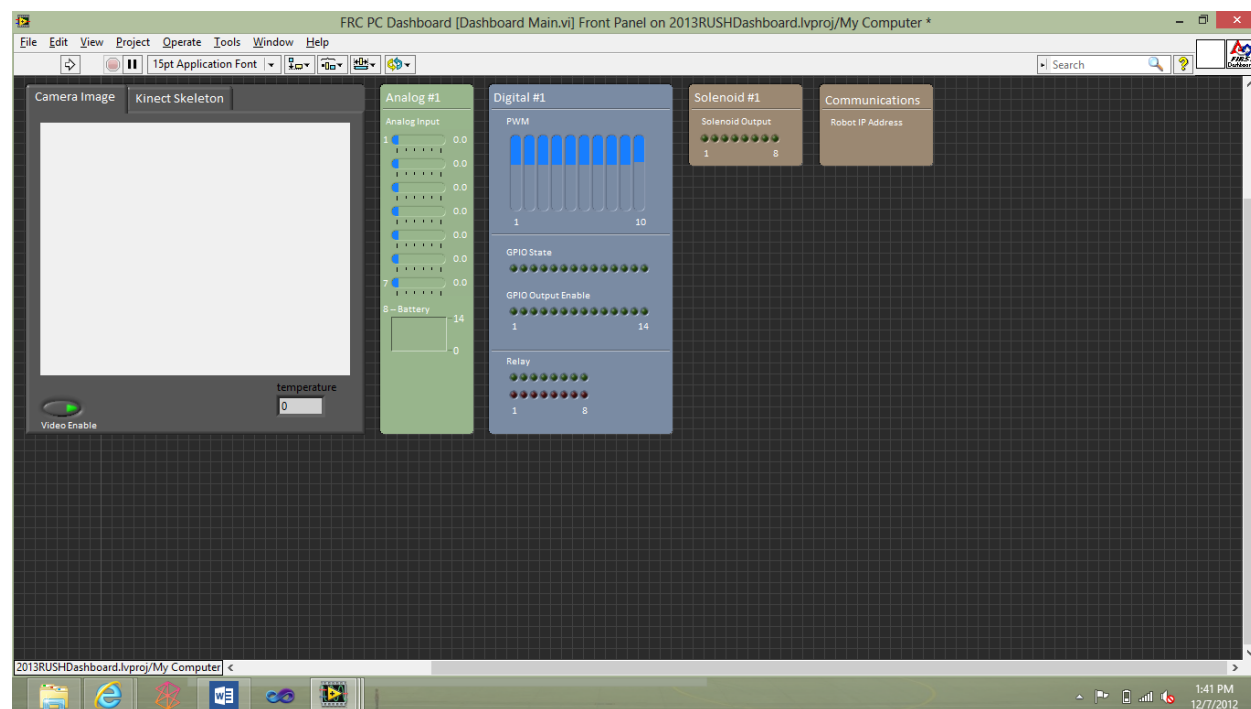 FRC PC Dashboard [Dashboard Main.vi] Front Panel on 2013RUSHDashboard.lvproj/My Computer *
File Edit View Project Operate Tools Window Help
15pt Application Font
Search
FIRST
Dashboar
Camera Image
Kinect Skeleton
temperature
0
Video Enable
Analog #1
Analog Input
1 0.0
0.0
0.0
0.0
0.0
0.0
7 0.0
8 – Battery
14
0
Digital #1
PWM
1 10
GPIO State
GPIO Output Enable
1 14
Relay
1 8
Solenoid #1
Solenoid Output
1 8
Communications
Robot IP Address
2013RUSHDashboard.lvproj/My Computer
1:41 PM
12/7/2012